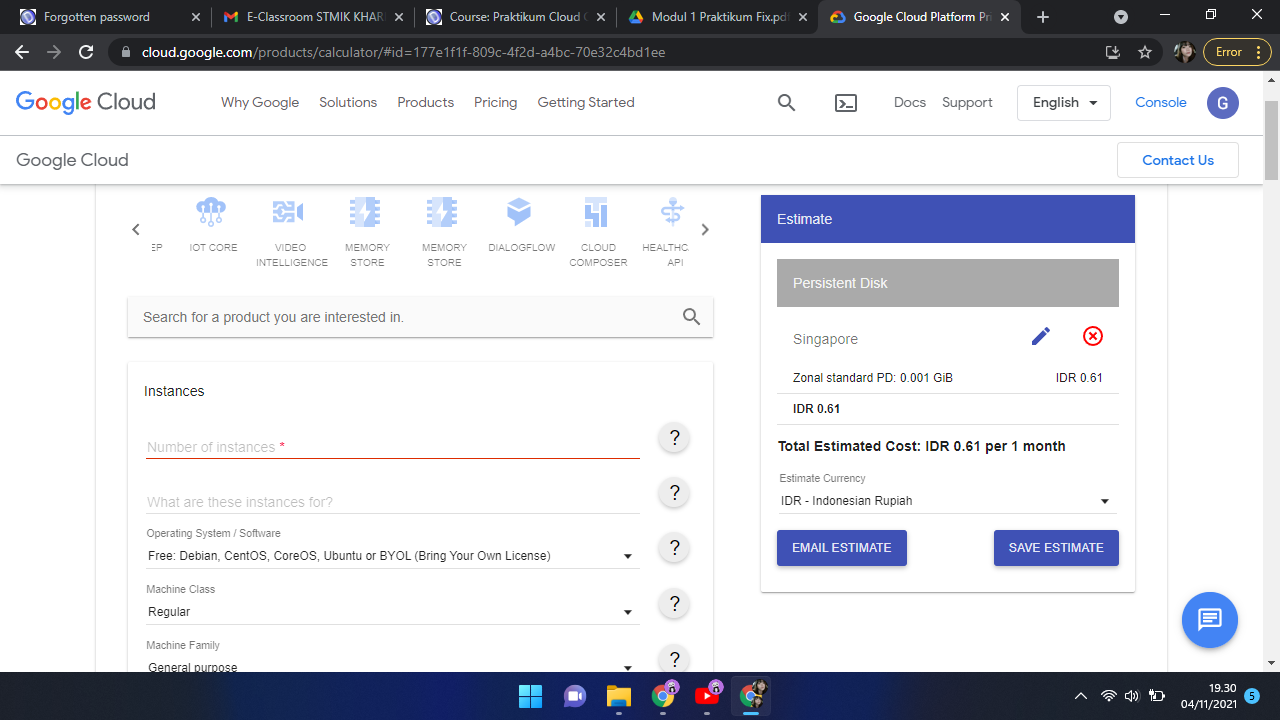 Forgotten password
E-Classroom STMIK KHAR
Course: Praktikum Cloud C
Modul 1 Praktikum Fix.pdf
Google Cloud Platform Pri
cloud.google.com/products/calculator/#id=177e1f1f-809c-4f2d-a4bc-70e32c4bd1ee
Error
Google Cloud
Why Google
Solutions
Products
Pricing
Getting Started
Docs
Support
English
Console
G
Google Cloud
Contact Us
EP
IOT CORE
VIDEO
INTELLIGENCE
MEMORY
STORE
MEMORY
STORE
DIALOGFLOW
CLOUD
COMPOSER
HEALTHC
API
Search for a product you are interested in.
Instances
Number of instances *
?
What are these instances for?
?
Operating System / Software
Free: Debian, CentOS, CoreOS, Ubuntu or BYOL (Bring Your Own License)
?
Machine Class
Regular
?
Machine Family
General purpose
?
Estimate
Persistent Disk
Singapore
Zonal standard PD: 0.001 GiB IDR 0.61
IDR 0.61
Total Estimated Cost: IDR 0.61 per 1 month
Estimate Currency
IDR - Indonesian Rupiah
EMAIL ESTIMATE
SAVE ESTIMATE
19.30
04/11/2021
5